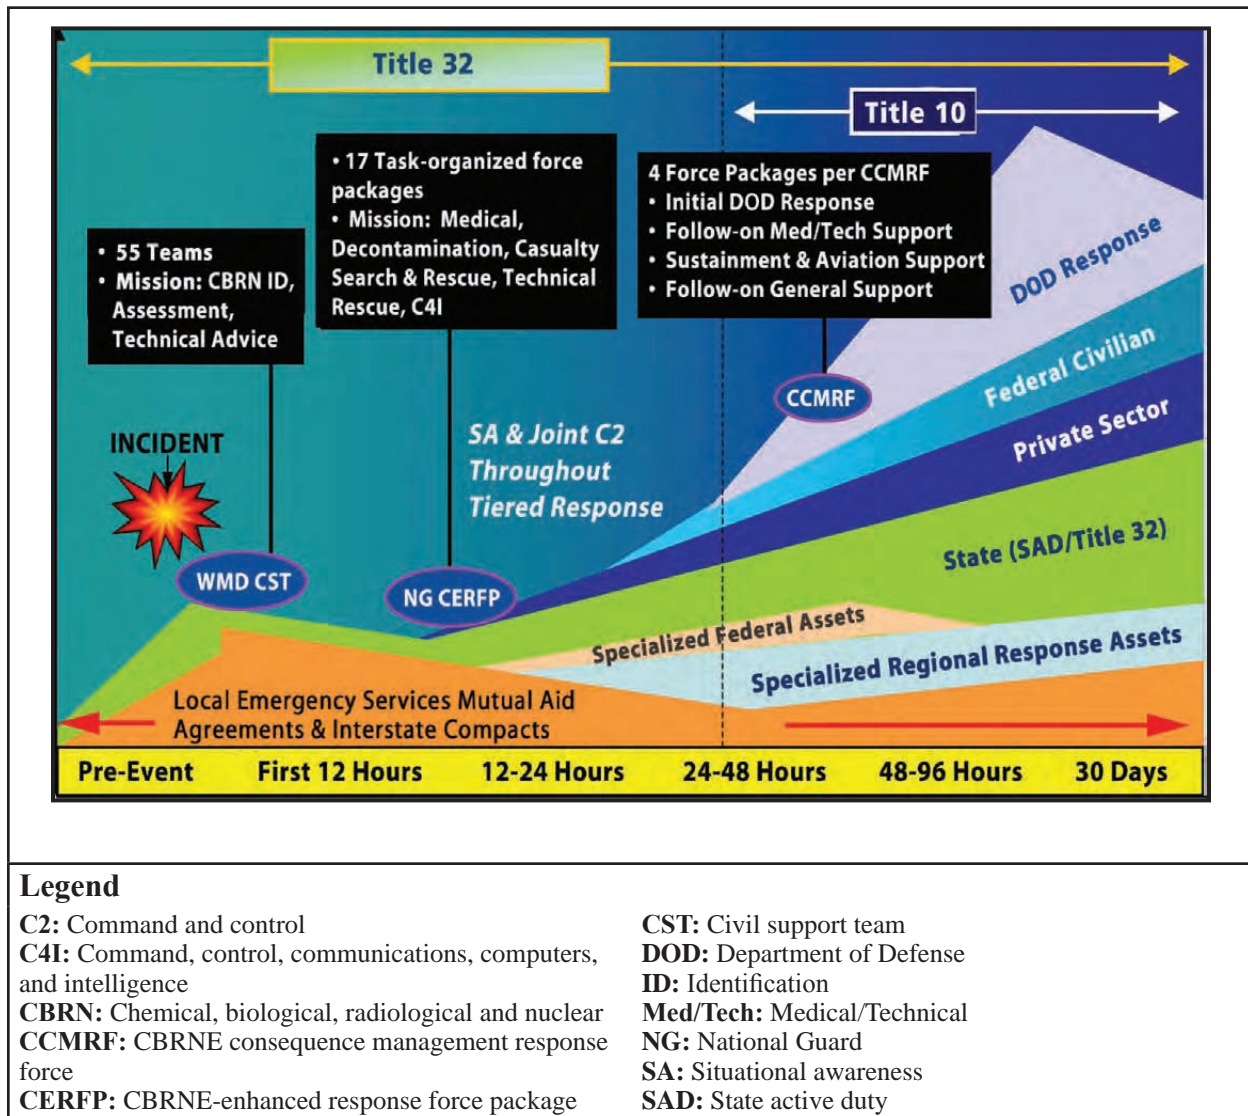 Title 32
Title 10
• 17 Task-organized force
packages
• Mission: Medical,
Decontamination, Casualty
Search & Rescue, Technical
Rescue, C4I
4 Force Packages per CCMRF
• Initial DOD Response
• Follow-on Med/Tech Support
• Sustainment & Aviation Support
• Follow-on General Support
• 55 Teams
• Mission: CBRN ID,
Assessment,
Technical Advice
DOD Response
Federal Civilian
CCMRF
Private Sector
INCIDENT
SA & Joint C2
Throughout
Tiered Response
State (SAD/Title 32)
WMD CST
NG CERFP
Specialized Federal Assets
Specialized Regional Response Assets
Local Emergency Services Mutual Aid
Agreements & Interstate Compacts
Pre-Event First 12 Hours 12-24 Hours 24-48 Hours 48-96 Hours 30 Days
Legend
C2: Command and control
C4I: Command, control, communications, computers,
and intelligence
CBRN: Chemical, biological, radiological and nuclear
CCMRF: CBRNE consequence management response
force
CERFP: CBRNE-enhanced response force package
CST: Civil support team
DOD: Department of Defense
ID: Identification
Med/Tech: Medical/Technical
NG: National Guard
SA: Situational awareness
SAD: State active duty